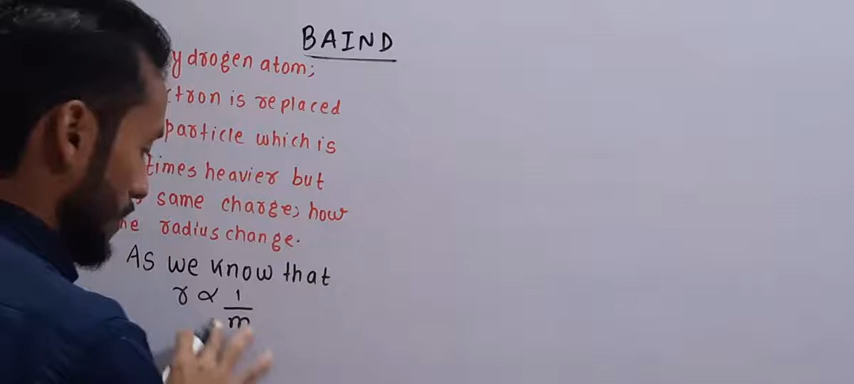 BAIND
ydrogen atom;
ctron is replaced
particle which is
times heavier but
same charge; how
radius change.
As we know that
r ∝ 1/m